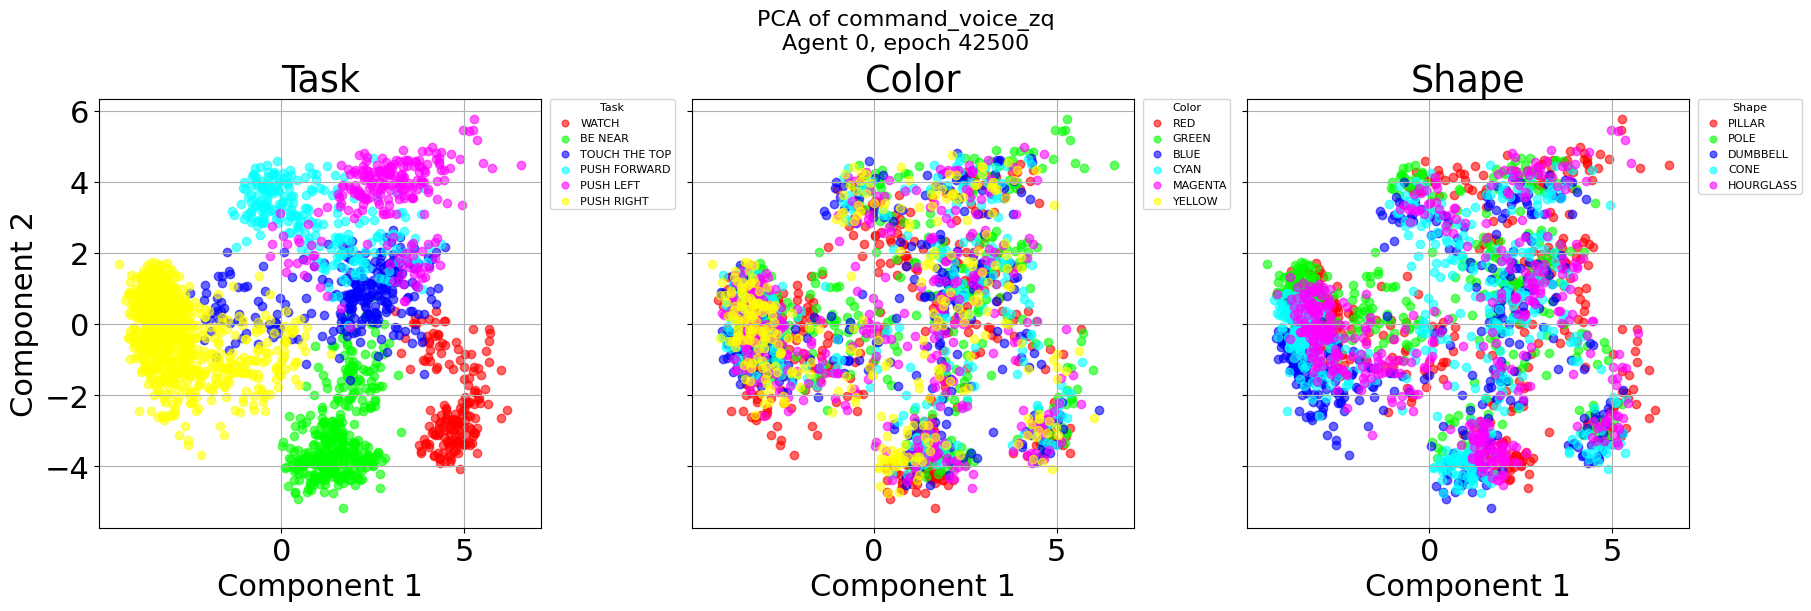 PCA of command_voice_zq
Agent 0, epoch 42500
Task
6
4
2
0
−2
−4
0 5
Component 2
Component 1
Task
WATCH
BE NEAR
TOUCH THE TOP
PUSH FORWARD
PUSH LEFT
PUSH RIGHT
Color
0 5
Component 1
Color
RED
GREEN
BLUE
CYAN
MAGENTA
YELLOW
Shape
0 5
Component 1
Shape
PILLAR
POLE
DUMBBELL
CONE
HOURGLASS